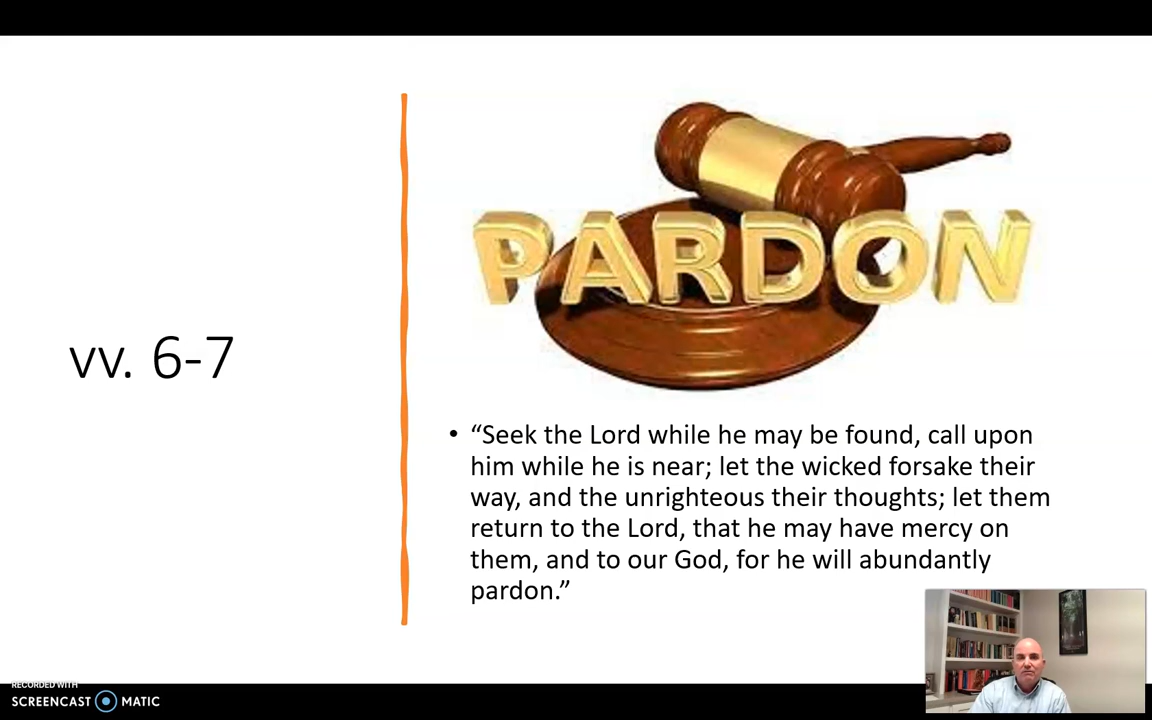 PARDON
vv. 6-7
• “Seek the Lord while he may be found, call upon
him while he is near; let the wicked forsake their
way, and the unrighteous their thoughts; let them
return to the Lord, that he may have mercy on
them, and to our God, for he will abundantly
pardon.”
RECORDED WITH
SCREENCAST MATIC